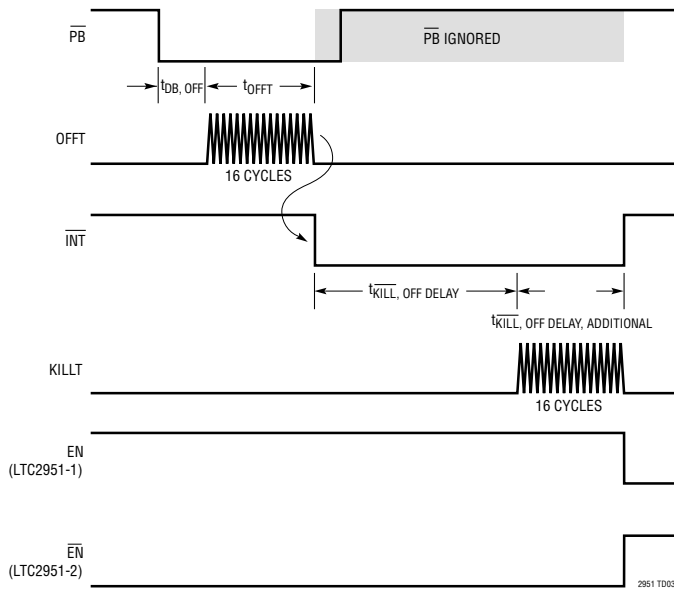 PB
PB IGNORED
tDB, OFF
tOFFT
OFFT
16 CYCLES
INT
tKILL, OFF DELAY
tKILL, OFF DELAY, ADDITIONAL
KILLT
16 CYCLES
EN
(LTC2951-1)
EN
(LTC2951-2)
2951 TD03